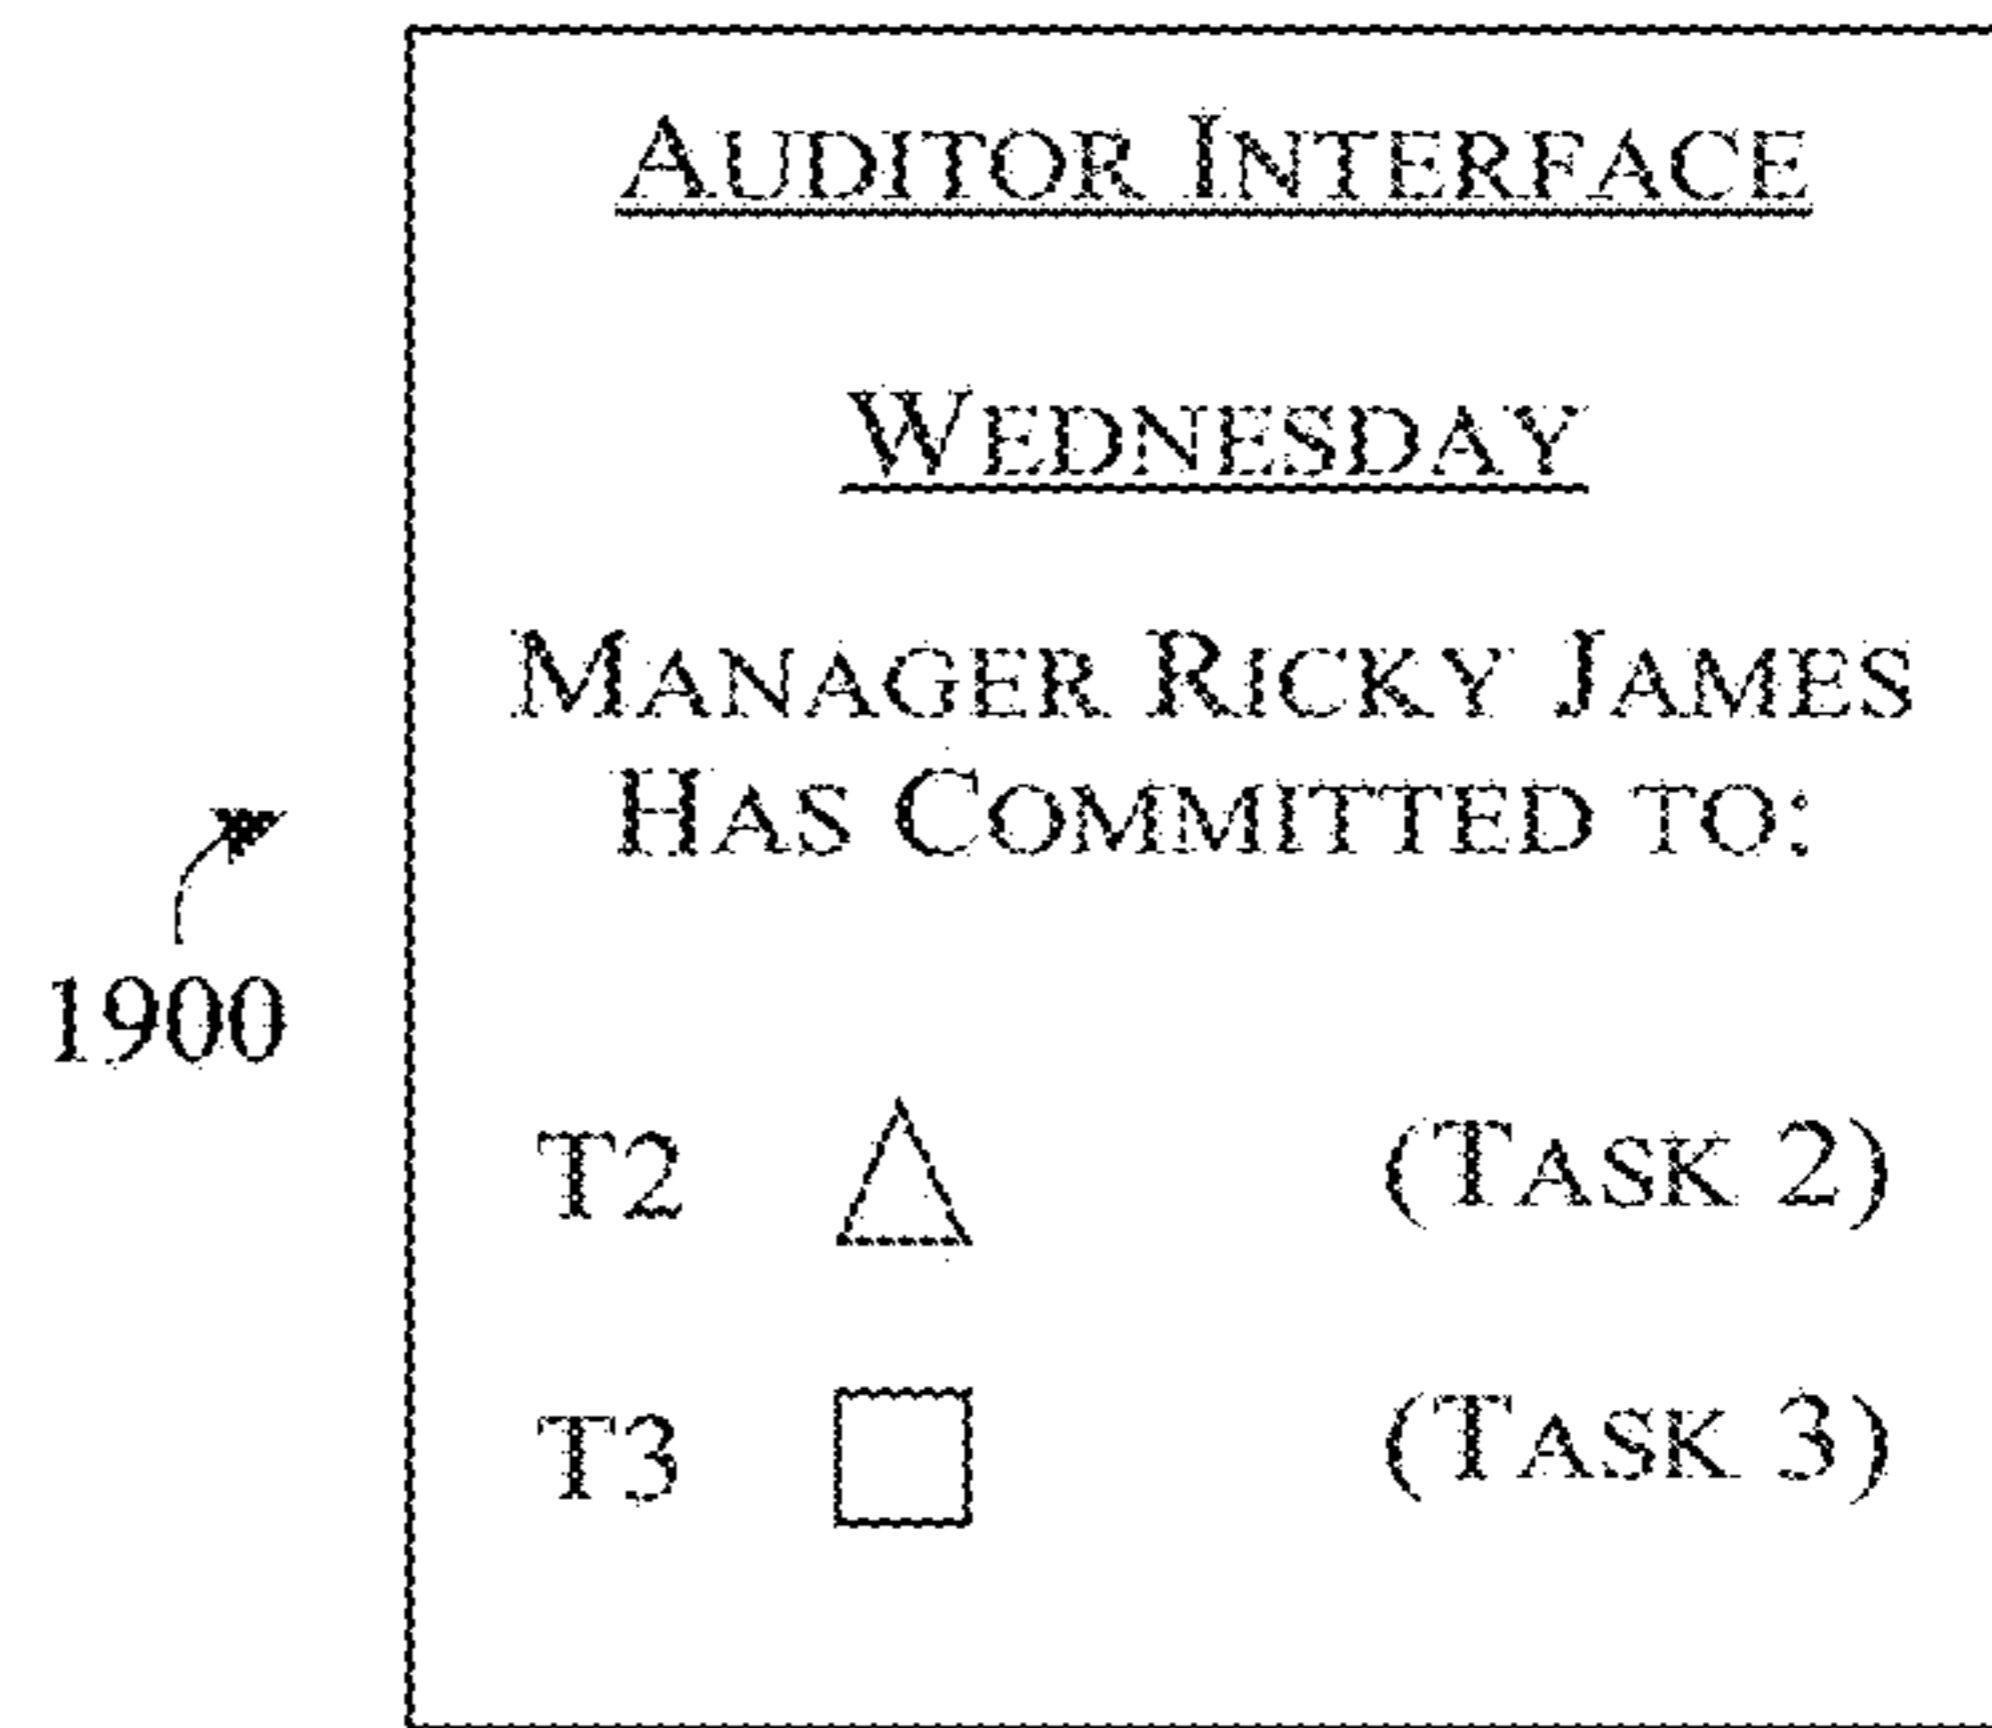 AUDITOR INTERFACE
WEDNESDAY
MANAGER RICKY JAMES
HAS COMMITTED TO:
1900
T2 (TASK 2)
T3 (TASK 3)